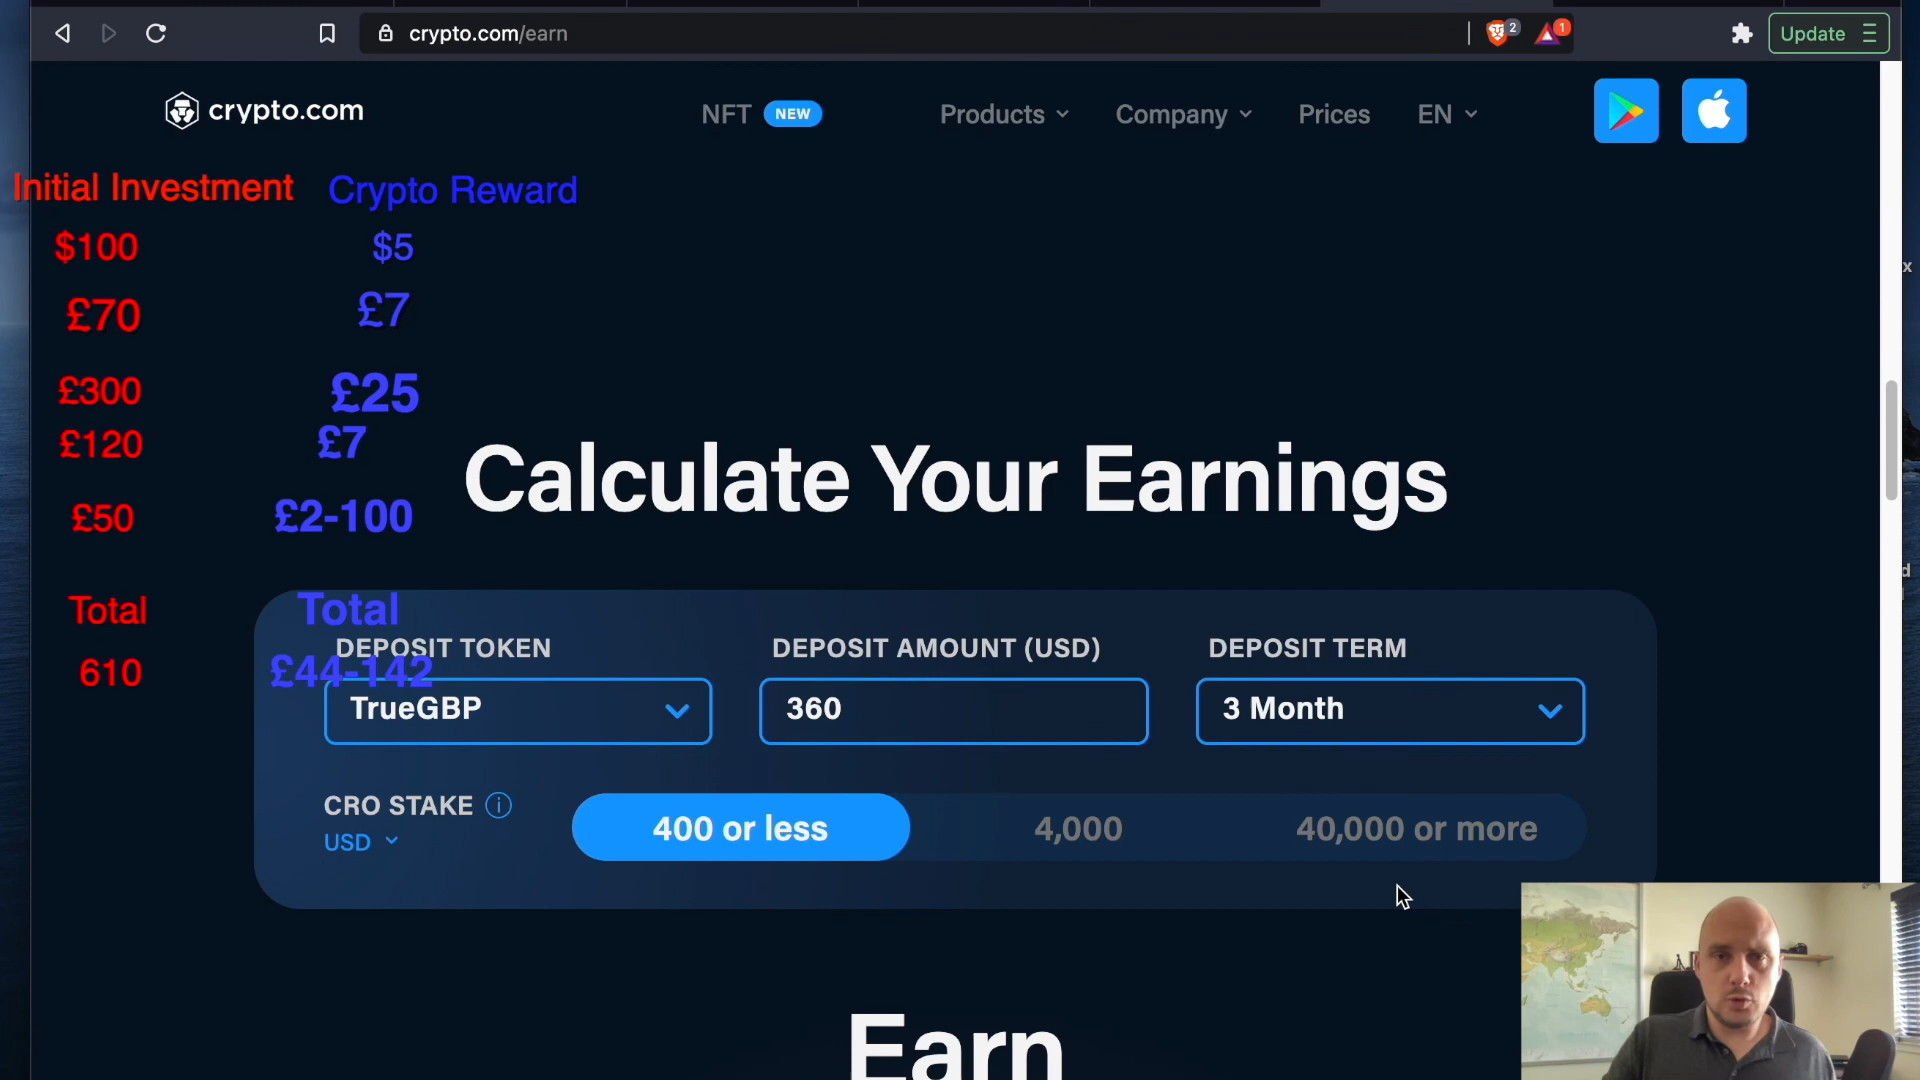 crypto.com/earn
2
1
Update
crypto.com
NFT NEW
Products
Company
Prices
EN
Initial Investment Crypto Reward
$100 $5
£70 £7
£300 £25
£120 £7
£50 £2-100
Calculate Your Earnings
Total Total
610 £44-142
DEPOSIT TOKEN DEPOSIT AMOUNT (USD) DEPOSIT TERM
TrueGBP 360 3 Month
CRO STAKE
USD
400 or less 4,000 40,000 or more
Earn
x
d